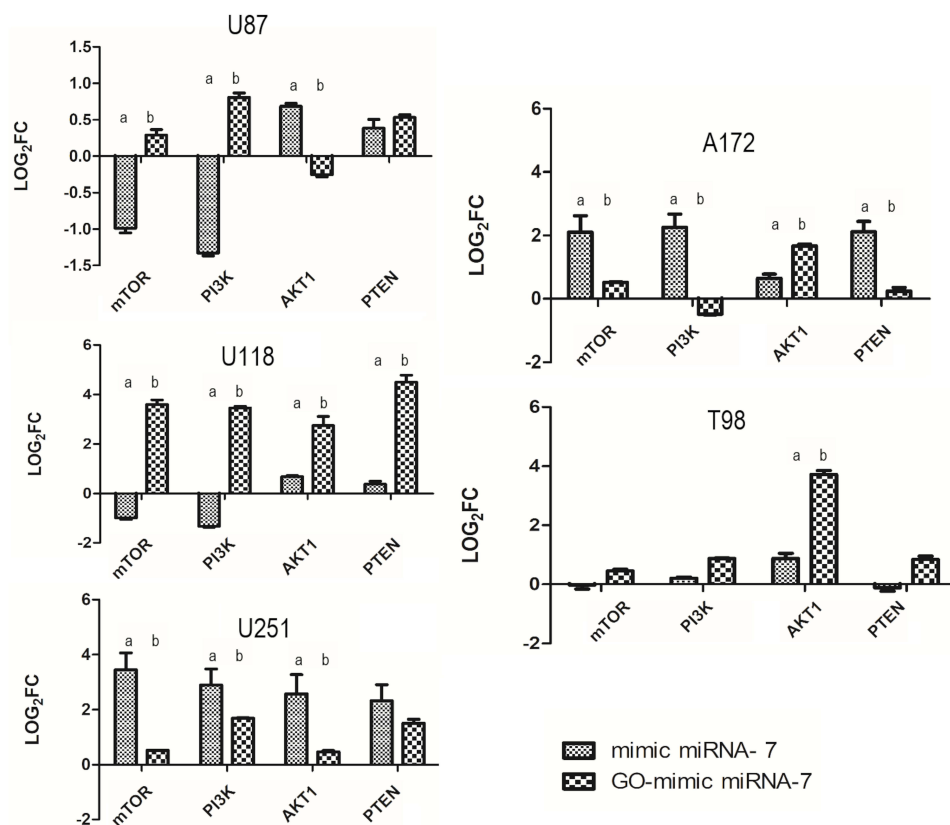 U87
LOG2FC
1.5
1.0
0.5
0.0
-0.5
-1.0
-1.5
a b
a b
a b
mTOR
PI3K
AKT1
PTEN
U118
LOG2FC
6
4
2
0
-2
a b
a b
a b
a b
mTOR
PI3K
AKT1
PTEN
U251
LOG2FC
6
4
2
0
-2
a b
a b
a b
mTOR
PI3K
AKT1
PTEN
A172
LOG2FC
6
4
2
0
-2
a b
a b
a b
a b
mTOR
PI3K
AKT1
PTEN
T98
LOG2FC
6
4
2
0
-2
a b
mTOR
PI3K
AKT1
PTEN
mimic miRNA- 7
GO-mimic miRNA-7